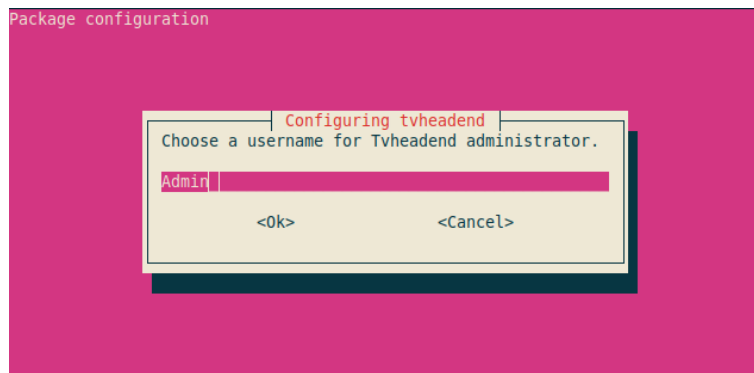 Package configuration
Configuring tvheadend
Choose a username for Tvheadend administrator.
Admin
<Ok> <Cancel>